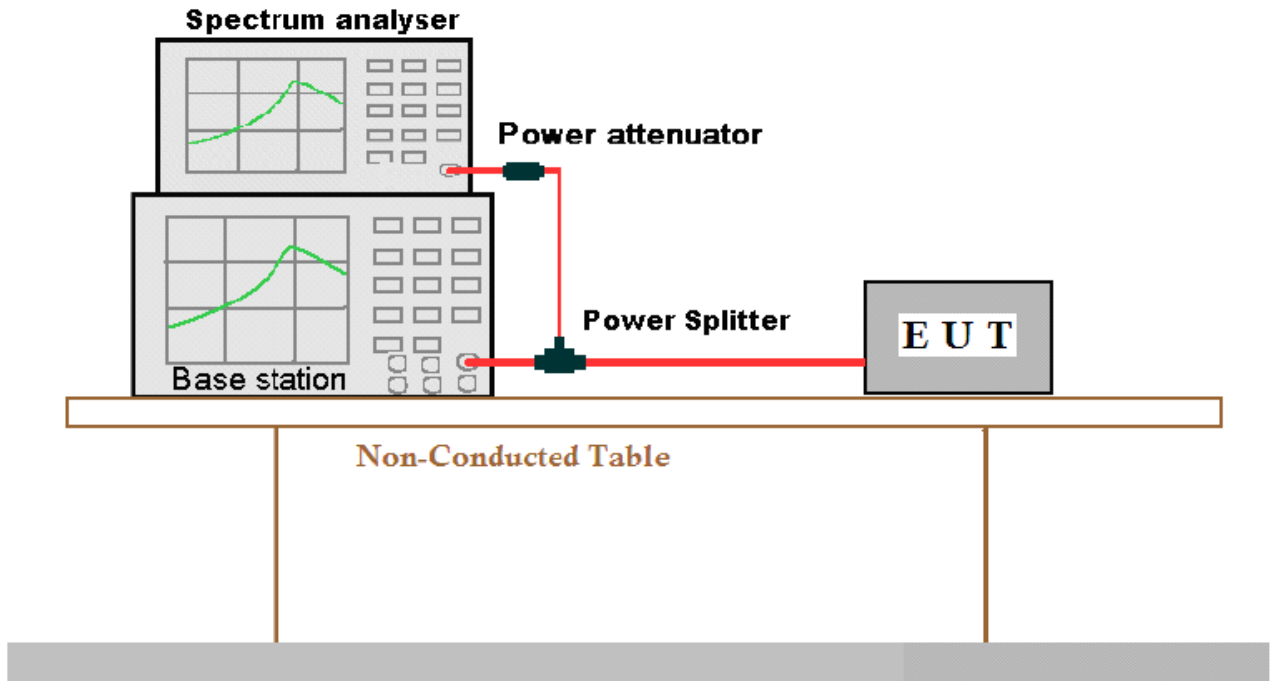 Spectrum analyser
Power attenuator
Power Splitter
E U T
Base station
Non-Conducted Table